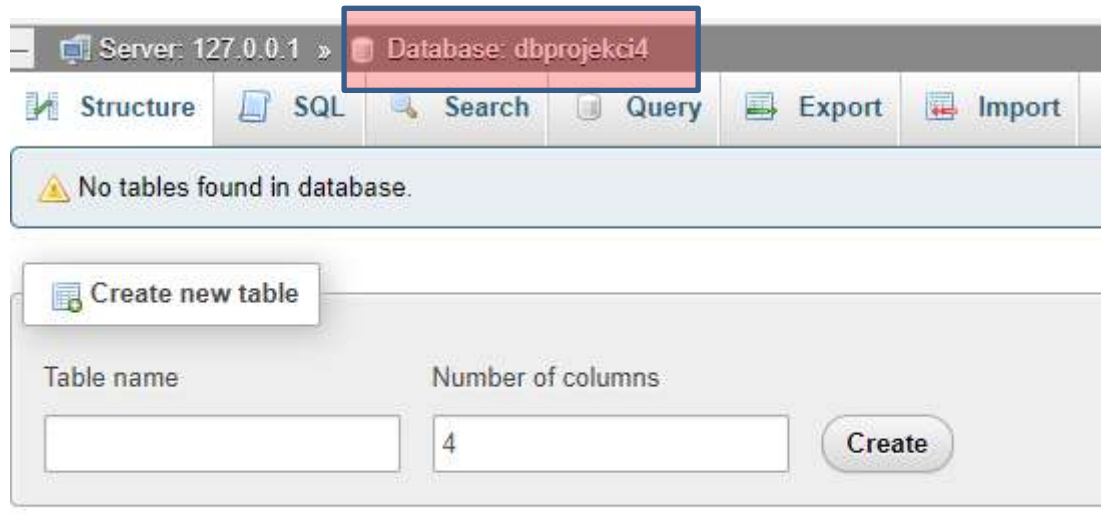 Server: 127.0.0.1 » Database: dbprojekci4
Structure SQL Search Query Export Import
No tables found in database.
Create new table
Table name Number of columns
4 Create